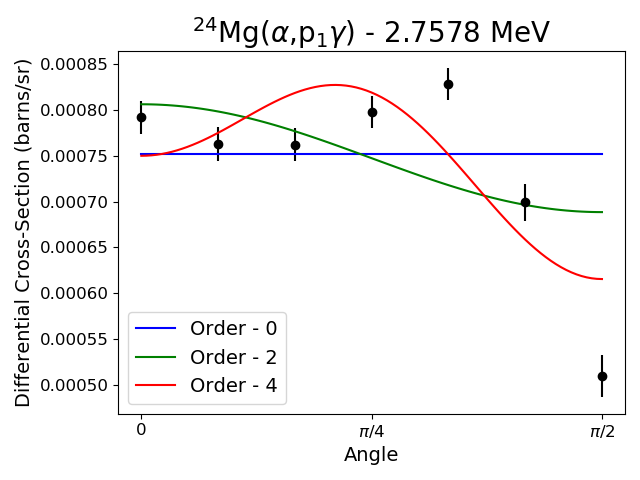 ²⁴Mg(α,p₁γ) - 2.7578 MeV
Differential Cross-Section (barns/sr)
0.00085
0.00080
0.00075
0.00070
0.00065
0.00060
0.00055
0.00050
Order - 0
Order - 2
Order - 4
0
π/4
π/2
Angle